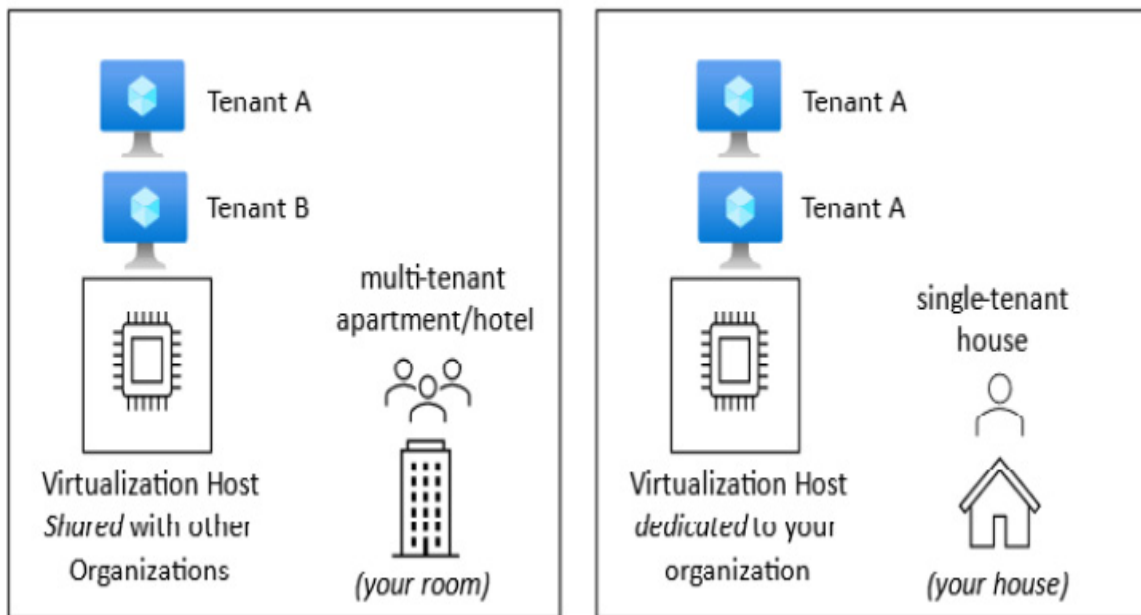 Tenant A
Tenant B
multi-tenant
apartment/hotel
Virtualization Host
Shared with other
Organizations
(your room)
Tenant A
Tenant A
single-tenant
house
Virtualization Host
dedicated to your
organization
(your house)